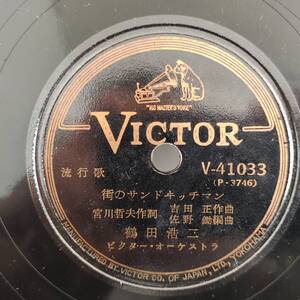 "HIS MASTER'S VOICE"
VICTOR
流行歌
V-41033
(P-3746)
街のサンドキッチマン
宮川哲夫作詞 吉田 正作曲
佐野 鋤編曲
鶴田浩二
ビクター・オーケストラ
MANUFACTURED BY VICTOR CO. OF JAPAN, LTD., YOKOHAMA